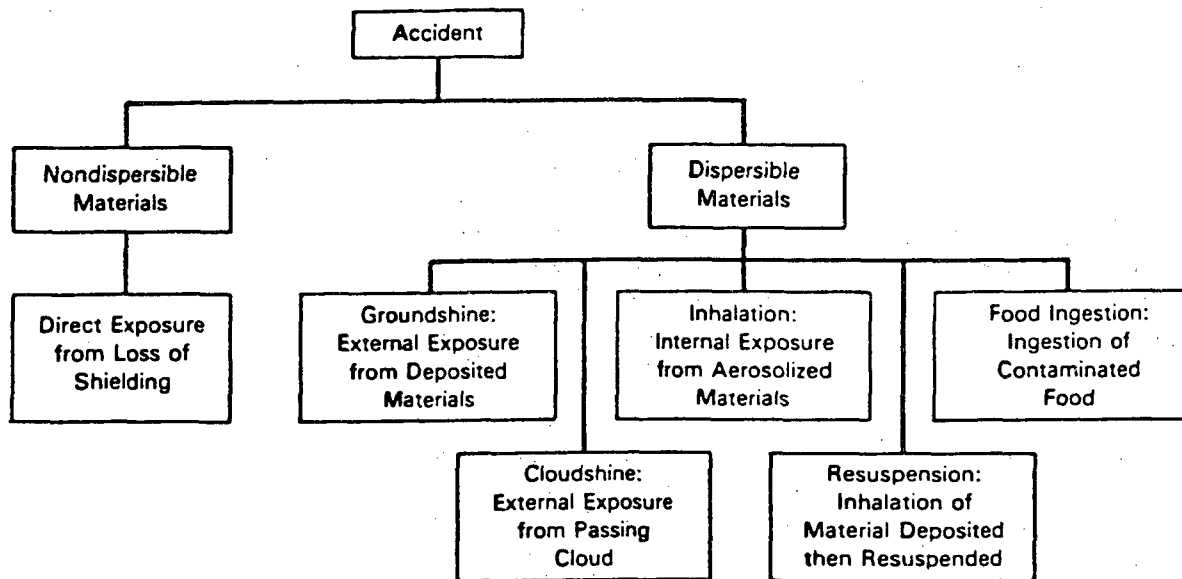 Accident
Nondispersible
Materials
Dispersible
Materials
Direct Exposure
from Loss of
Shielding
Groundshine:
External Exposure
from Deposited
Materials
Inhalation:
Internal Exposure
from Aerosolized
Materials
Food Ingestion:
Ingestion of
Contaminated
Food
Cloudshine:
External Exposure
from Passing
Cloud
Resuspension:
Inhalation of
Material Deposited
then Resuspended